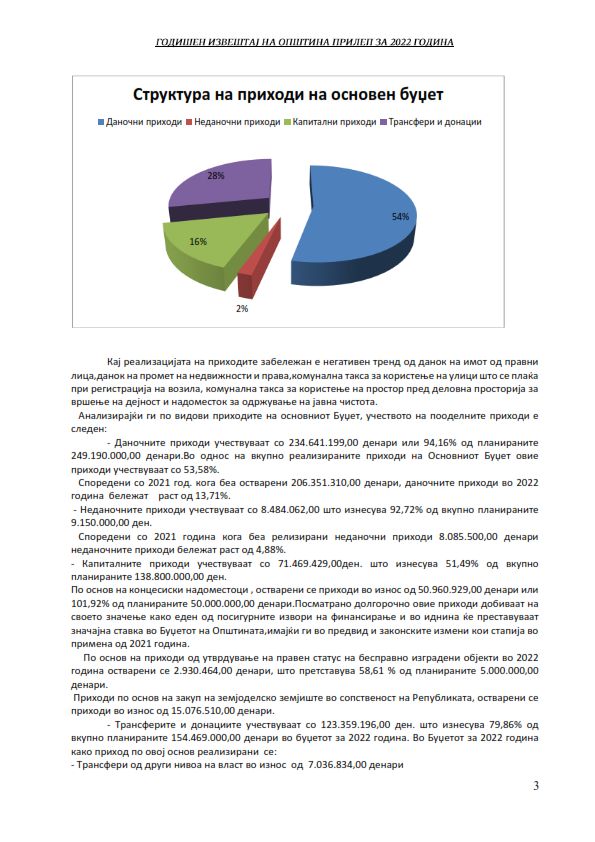 ГОДИШЕН ИЗВЕШТАЈ НА ОПШТИНА ПРИЛЕП ЗА 2022 ГОДИНА
Структура на приходи на основен буџет
Даночни приходи Неданочни приходи Капитални приходи Трансфери и донации
28%
54%
16%
2%
Кај реализацијата на приходите забележан е негативен тренд од данок на имот од правни
лица,данок на промет на недвижности и права,комунална такса за користење на улици што се плаќа
при регистрација на возила, комунална такса за користење на простор пред деловна просторија за
вршење на дејност и надоместок за одржување на јавна чистота.
Анализирајќи ги по видови приходите на основниот Буџет, учеството на пооделните приходи е
следен:
- Даночните приходи учествуваат со 234.641.199,00 денари или 94,16% од планираните
249.190.000,00 денари.Во однос на вкупно реализираните приходи на Основниот Буџет овие
приходи учествуваат со 53,58%.
Споредени со 2021 год. кога беа остварени 206.351.310,00 денари, даночните приходи во 2022
година бележат раст од 13,71%.
- Неданочните приходи учествуваат со 8.484.062,00 што изнесува 92,72% од вкупно планираните
9.150.000,00 ден.
Споредени со 2021 година кога беа релизирани неданочни приходи 8.085.500,00 денари
неданочните приходи бележат раст од 4,88%.
- Капиталните приходи учествуваат со 71.469.429,00ден. што изнесува 51,49% од вкупно
планираните 138.800.000,00 ден.
По основ на концесиски надоместоци , остварени се приходи во износ од 50.960.929,00 денари или
101,92% од планираните 50.000.000,00 денари.Посматрано долгорочно овие приходи добиваат на
своето значење како еден од посигурните извори на финансирање и во иднина ќе преставуваат
значајна ставка во Буџетот на Општината,имајќи ги во предвид и законските измени кои стапија во
примена од 2021 година.
По основ на приходи од утврдување на правен статус на бесправно изградени објекти во 2022
година остварени се 2.930.464,00 денари, што претставува 58,61 % од планираните 5.000.000,00
денари.
Приходи по основ на закуп на земјоделско земјиште во сопственост на Републиката, остварени се
приходи во износ од 15.076.510,00 денари.
- Трансферите и донациите учествуваат со 123.359.196,00 ден. што изнесува 79,86% од
вкупно планираните 154.469.000,00 денари во буџетот за 2022 година. Во Буџетот за 2022 година
како приход по овој основ реализирани се:
- Трансфери од други нивоа на власт во износ од 7.036.834,00 денари
3